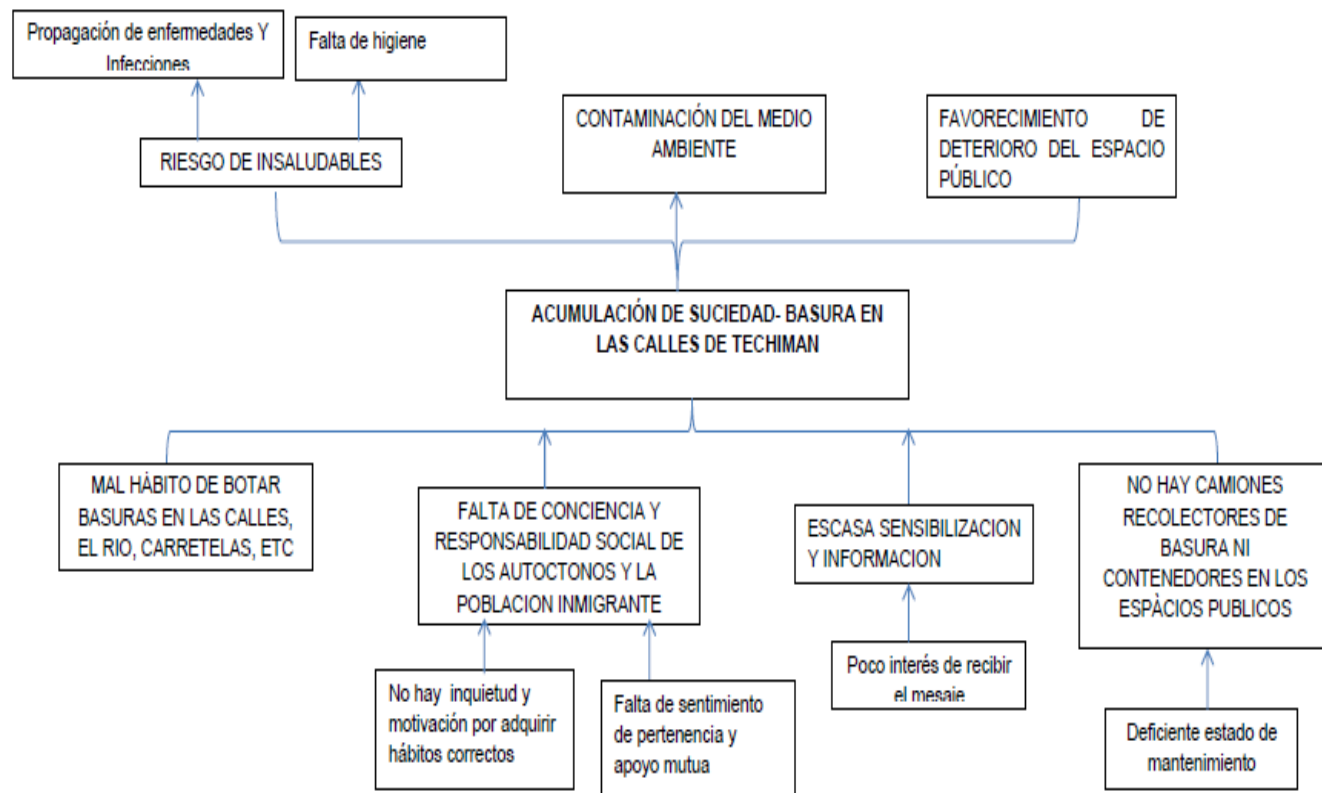 Propagación de enfermedades Y
Infecciones
Falta de higiene
RIESGO DE INSALUDABLES
CONTAMINACIÓN DEL MEDIO
AMBIENTE
FAVORECIMIENTO DE
DETERIORO DEL ESPACIO
PÚBLICO
ACUMULACIÓN DE SUCIEDAD- BASURA EN
LAS CALLES DE TECHIMAN
MAL HÀBITO DE BOTAR
BASURAS EN LAS CALLES,
EL RIO, CARRETELAS, ETC
FALTA DE CONCIENCIA Y
RESPONSABILIDAD SOCIAL DE
LOS AUTOCTONOS Y LA
POBLACION INMIGRANTE
ESCASA SENSIBILIZACION
Y INFORMACION
NO HAY CAMIONES
RECOLECTORES DE
BASURA NI
CONTENEDORES EN LOS
ESPÀCIOS PUBLICOS
No hay inquietud y
motivación por adquirir
hábitos correctos
Falta de sentimiento
de pertenencia y
apoyo mutua
Poco interés de recibir
el mesaje
Deficiente estado de
mantenimiento